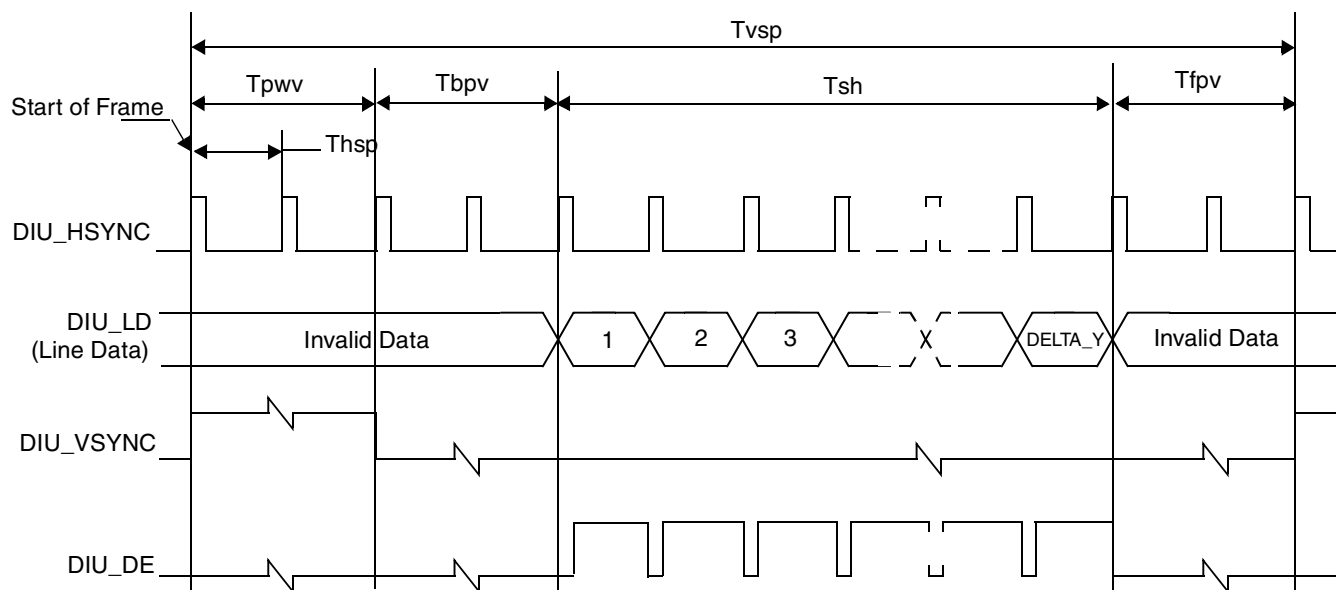 Tvsp
Tpwv
Tbpv
Tsh
Tfpv
Start of Frame
Thsp
DIU_HSYNC
DIU_LD
(Line Data)
Invalid Data
1
2
3
DELTA_Y
Invalid Data
DIU_VSYNC
DIU_DE